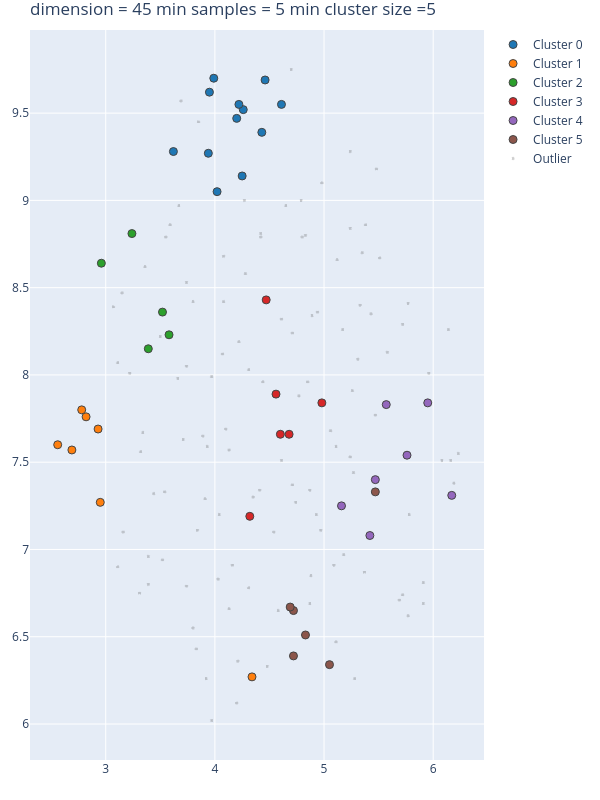 dimension = 45 min samples = 5 min cluster size =5
Cluster 0
Cluster 1
Cluster 2
Cluster 3
Cluster 4
Cluster 5
Outlier
9.5
9
8.5
8
7.5
7
6.5
6
3 4 5 6